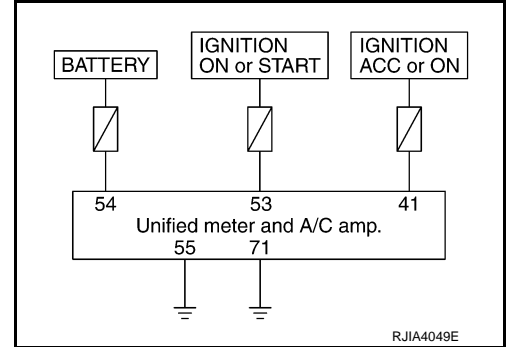 BATTERY
IGNITION
ON or START
IGNITION
ACC or ON
54 53 41
Unified meter and A/C amp.
55 71
RJIA4049E